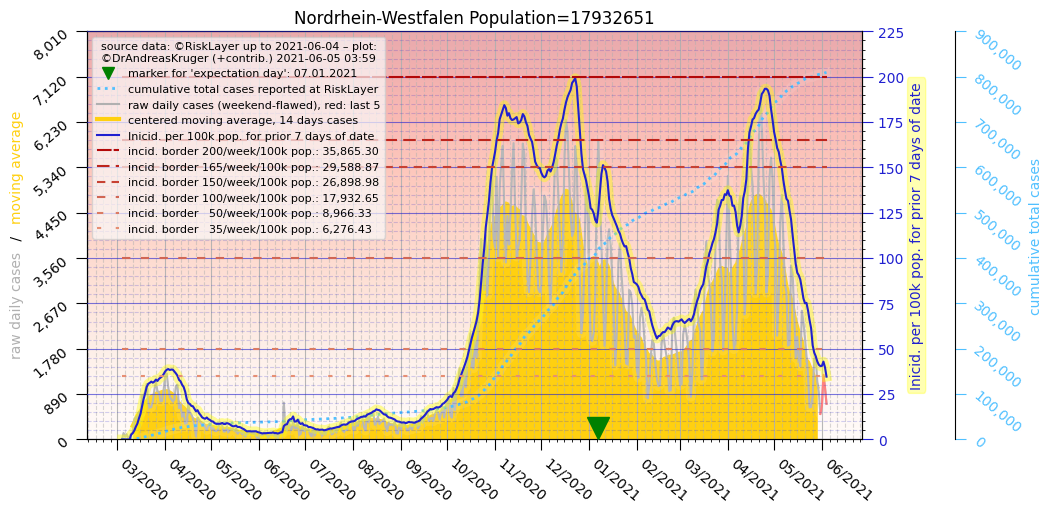 Nordrhein-Westfalen Population=17932651
source data: ©RiskLayer up to 2021-06-04 – plot:
©DrAndreasKruger (+contrib.) 2021-06-05 03:59
marker for 'expectation day': 07.01.2021
cumulative total cases reported at RiskLayer
raw daily cases (weekend-flawed), red: last 5
centered moving average, 14 days cases
Inicid. per 100k pop. for prior 7 days of date
incid. border 200/week/100k pop.: 35,865.30
incid. border 165/week/100k pop.: 29,588.87
incid. border 150/week/100k pop.: 26,898.98
incid. border 100/week/100k pop.: 17,932.65
incid. border   50/week/100k pop.: 8,966.33
incid. border   35/week/100k pop.: 6,276.43
raw daily cases / moving average
8,010
7,120
6,230
5,340
4,450
3,560
2,670
1,780
890
0
03/2020
04/2020
05/2020
06/2020
07/2020
08/2020
09/2020
10/2020
11/2020
12/2020
01/2021
02/2021
03/2021
04/2021
05/2021
06/2021
225
200
175
150
125
100
75
50
25
0
Inicid. per 100k pop. for prior 7 days of date
900,000
800,000
700,000
600,000
500,000
400,000
300,000
200,000
100,000
0
cumulative total cases